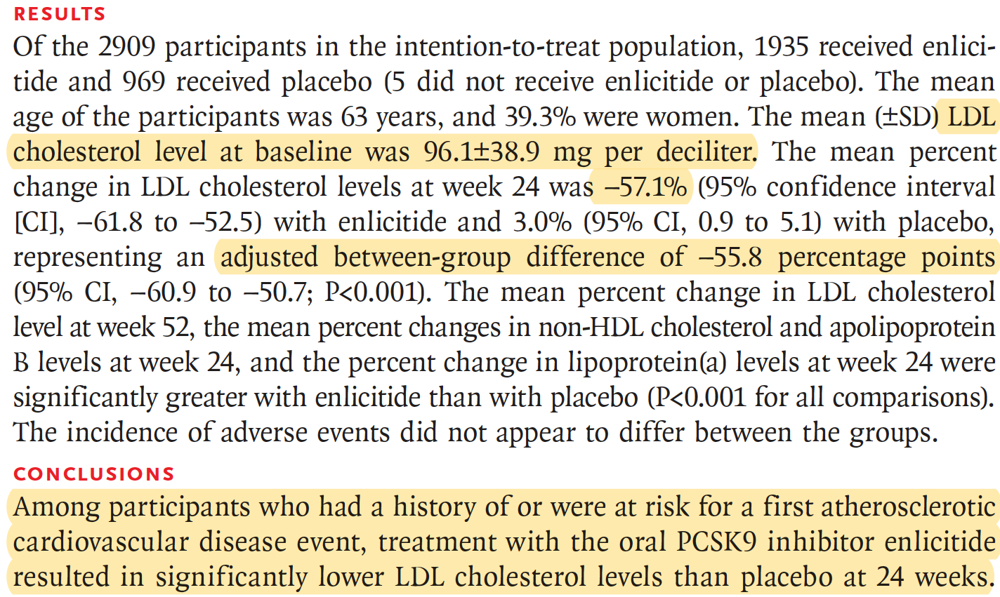 RESULTS
Of the 2909 participants in the intention-to-treat population, 1935 received enlici-
tide and 969 received placebo (5 did not receive enlicitide or placebo). The mean
age of the participants was 63 years, and 39.3% were women. The mean (±SD) LDL
cholesterol level at baseline was 96.1±38.9 mg per deciliter. The mean percent
change in LDL cholesterol levels at week 24 was −57.1% (95% confidence interval
[CI], −61.8 to −52.5) with enlicitide and 3.0% (95% CI, 0.9 to 5.1) with placebo,
representing an adjusted between-group difference of −55.8 percentage points
(95% CI, −60.9 to −50.7; P<0.001). The mean percent change in LDL cholesterol
level at week 52, the mean percent changes in non-HDL cholesterol and apolipoprotein
B levels at week 24, and the percent change in lipoprotein(a) levels at week 24 were
significantly greater with enlicitide than with placebo (P<0.001 for all comparisons).
The incidence of adverse events did not appear to differ between the groups.
CONCLUSIONS
Among participants who had a history of or were at risk for a first atherosclerotic
cardiovascular disease event, treatment with the oral PCSK9 inhibitor enlicitide
resulted in significantly lower LDL cholesterol levels than placebo at 24 weeks.